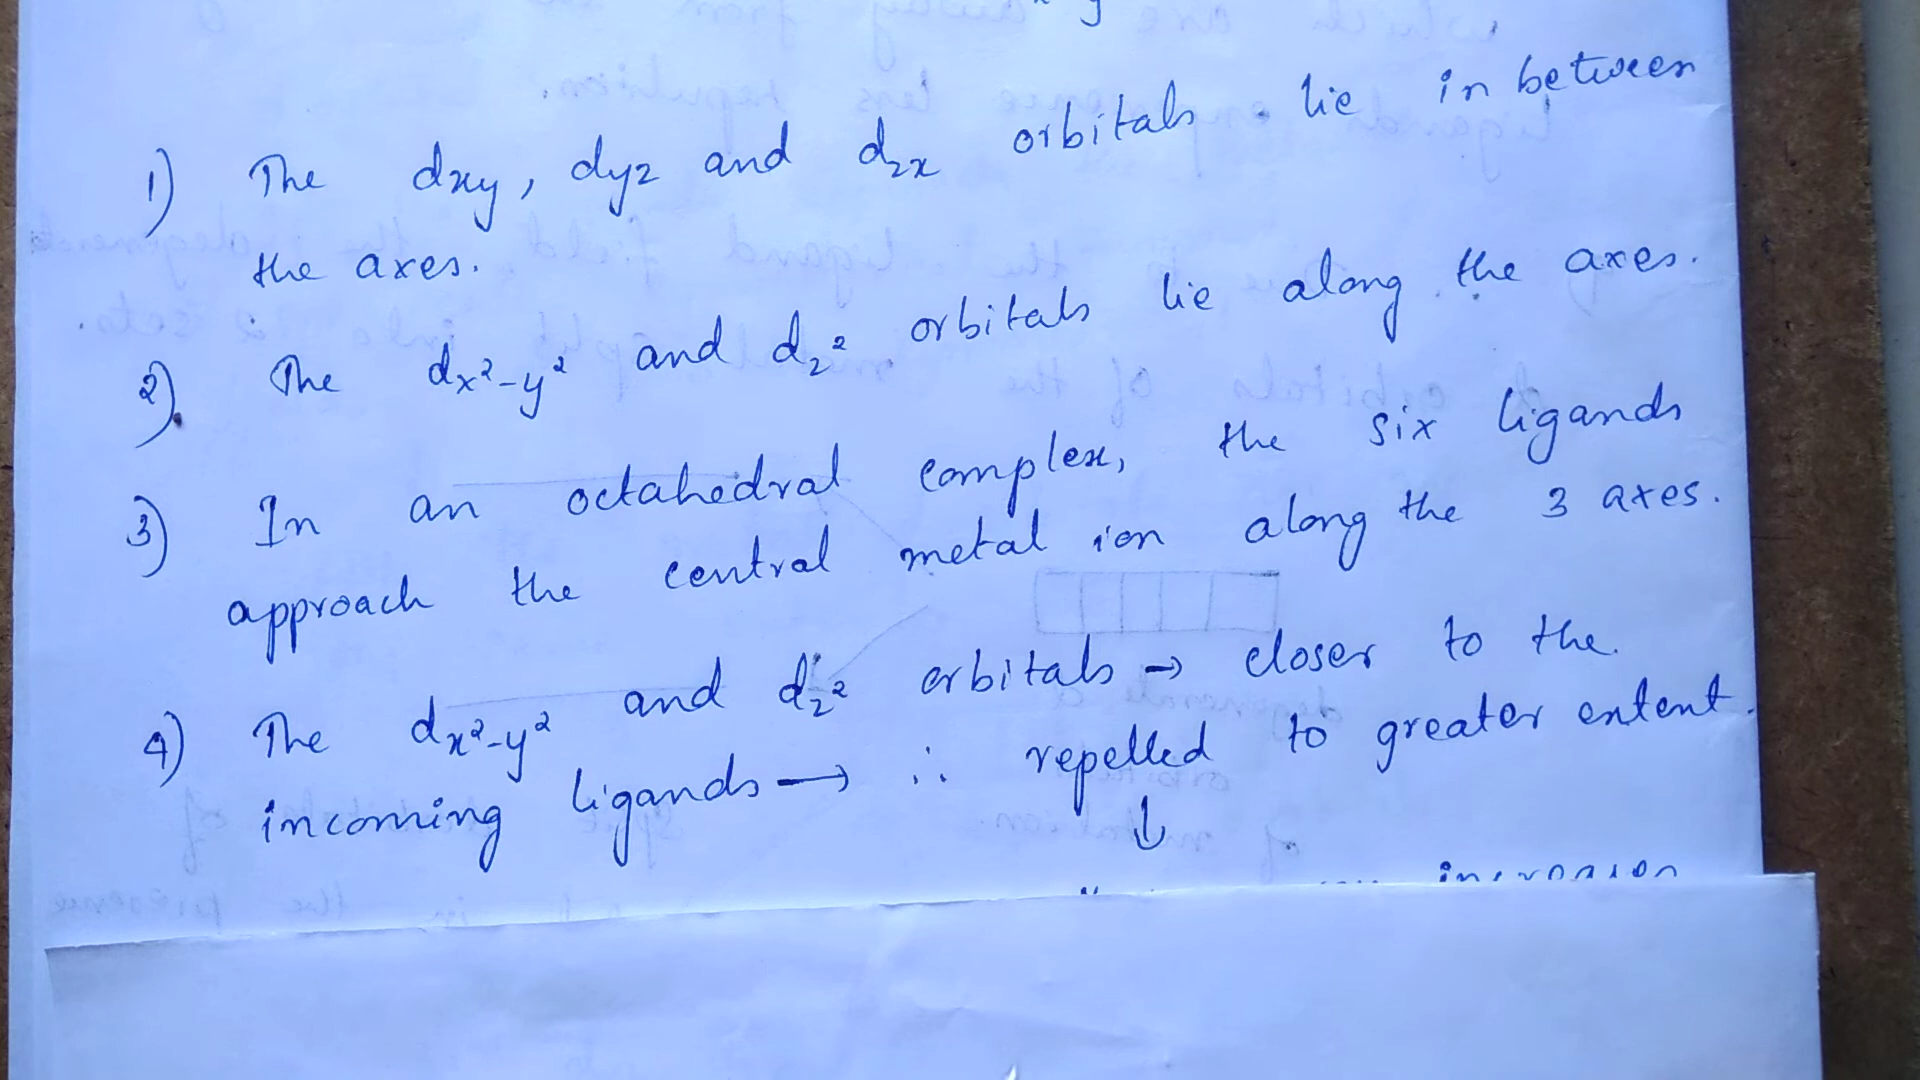 1) The dxy, dyz and dzx orbitals lie in between
the axes.
2) The dx²-y² and dz² orbitals lie along the axes.
3) In an octahedral complex, the six ligands
approach the central metal ion along the 3 axes.
4) The dx²-y² and dz² orbitals → closer to the
incoming ligands → ∴ repelled to greater extent.
↓